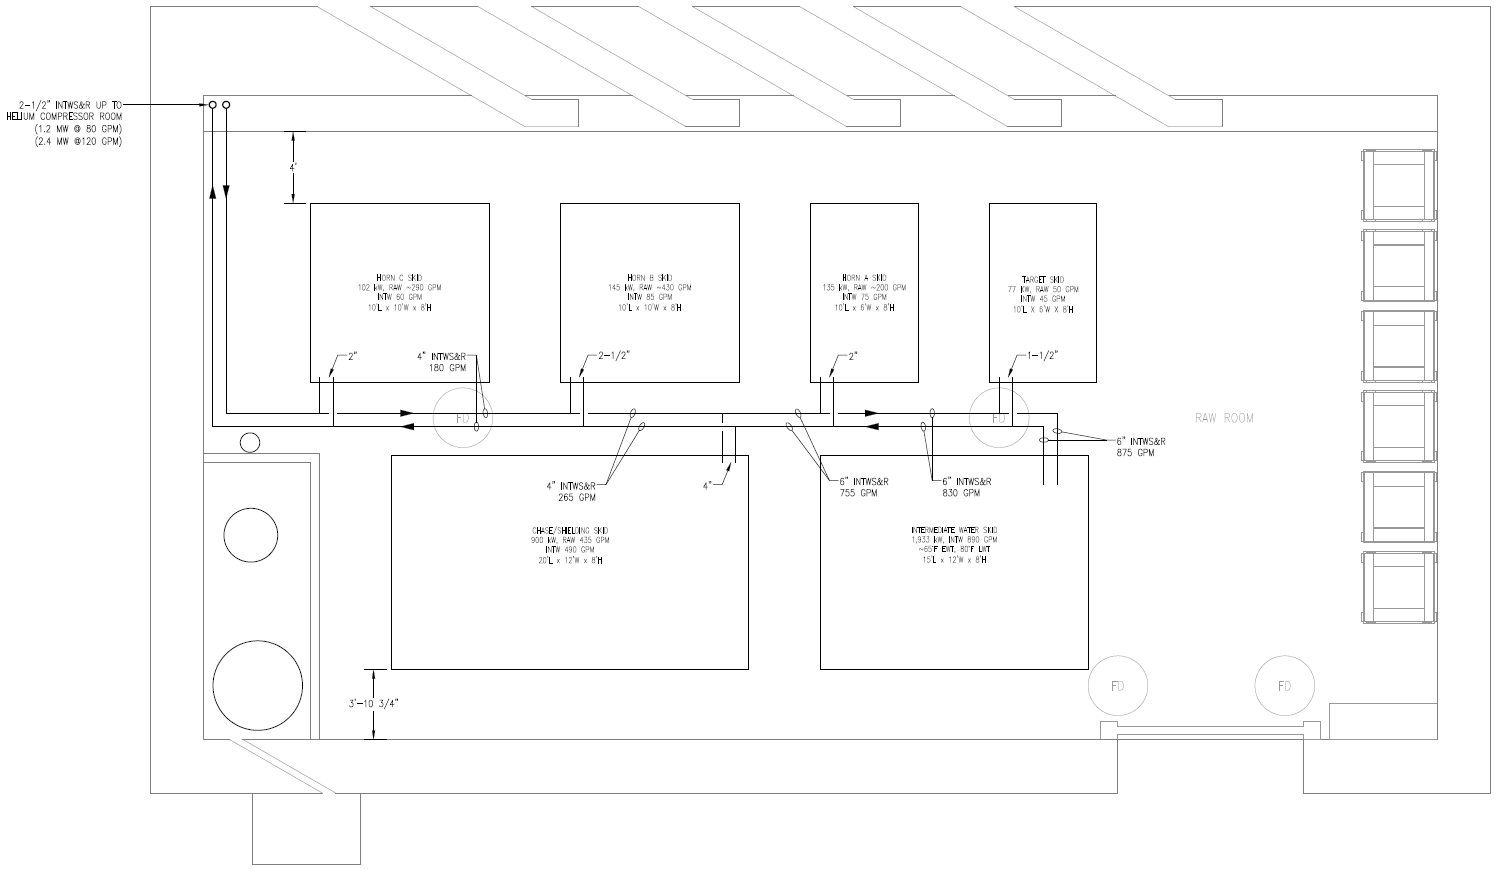 2-1/2" INTWS&R UP TO
HELIUM COMPRESSOR ROOM
(1.2 MW @ 80 GPM)
(2.4 MW @120 GPM)
4'
HORN C SKID
102 kW, RAW ~290 GPM
INTW 60 GPM
10'L x 10'W x 8'H
HORN B SKID
145 kW, RAW ~430 GPM
INTW 85 GPM
10'L x 10'W x 8'H
HORN A SKID
135 kW, RAW ~200 GPM
INTW 75 GPM
10'L x 6'W x 8'H
TARGET SKID
77 KW, RAW 50 GPM
INTW 45 GPM
10'L X 6'W X 8'H
2"
4" INTWS&R
180 GPM
2-1/2"
2"
1-1/2"
FD
FD
RAW ROOM
6" INTWS&R
875 GPM
4" INTWS&R
265 GPM
4"
6" INTWS&R
755 GPM
6" INTWS&R
830 GPM
CHASE/SHIELDING SKID
900 kW, RAW 435 GPM
INTW 490 GPM
20'L x 12'W x 8'H
INTERMEDIATE WATER SKID
1,933 kW, INTW 890 GPM
~65°F EWT, 80°F LWT
15'L x 12'W x 8'H
3'-10 3/4"
FD
FD